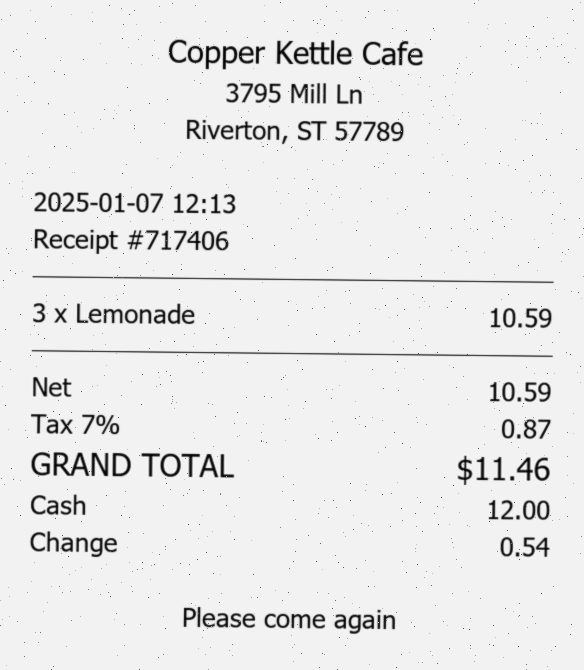 Copper Kettle Cafe
3795 Mill Ln
Riverton, ST 57789
2025-01-07 12:13
Receipt #717406
3 x Lemonade 10.59
Net 10.59
Tax 7% 0.87
GRAND TOTAL $11.46
Cash 12.00
Change 0.54
Please come again